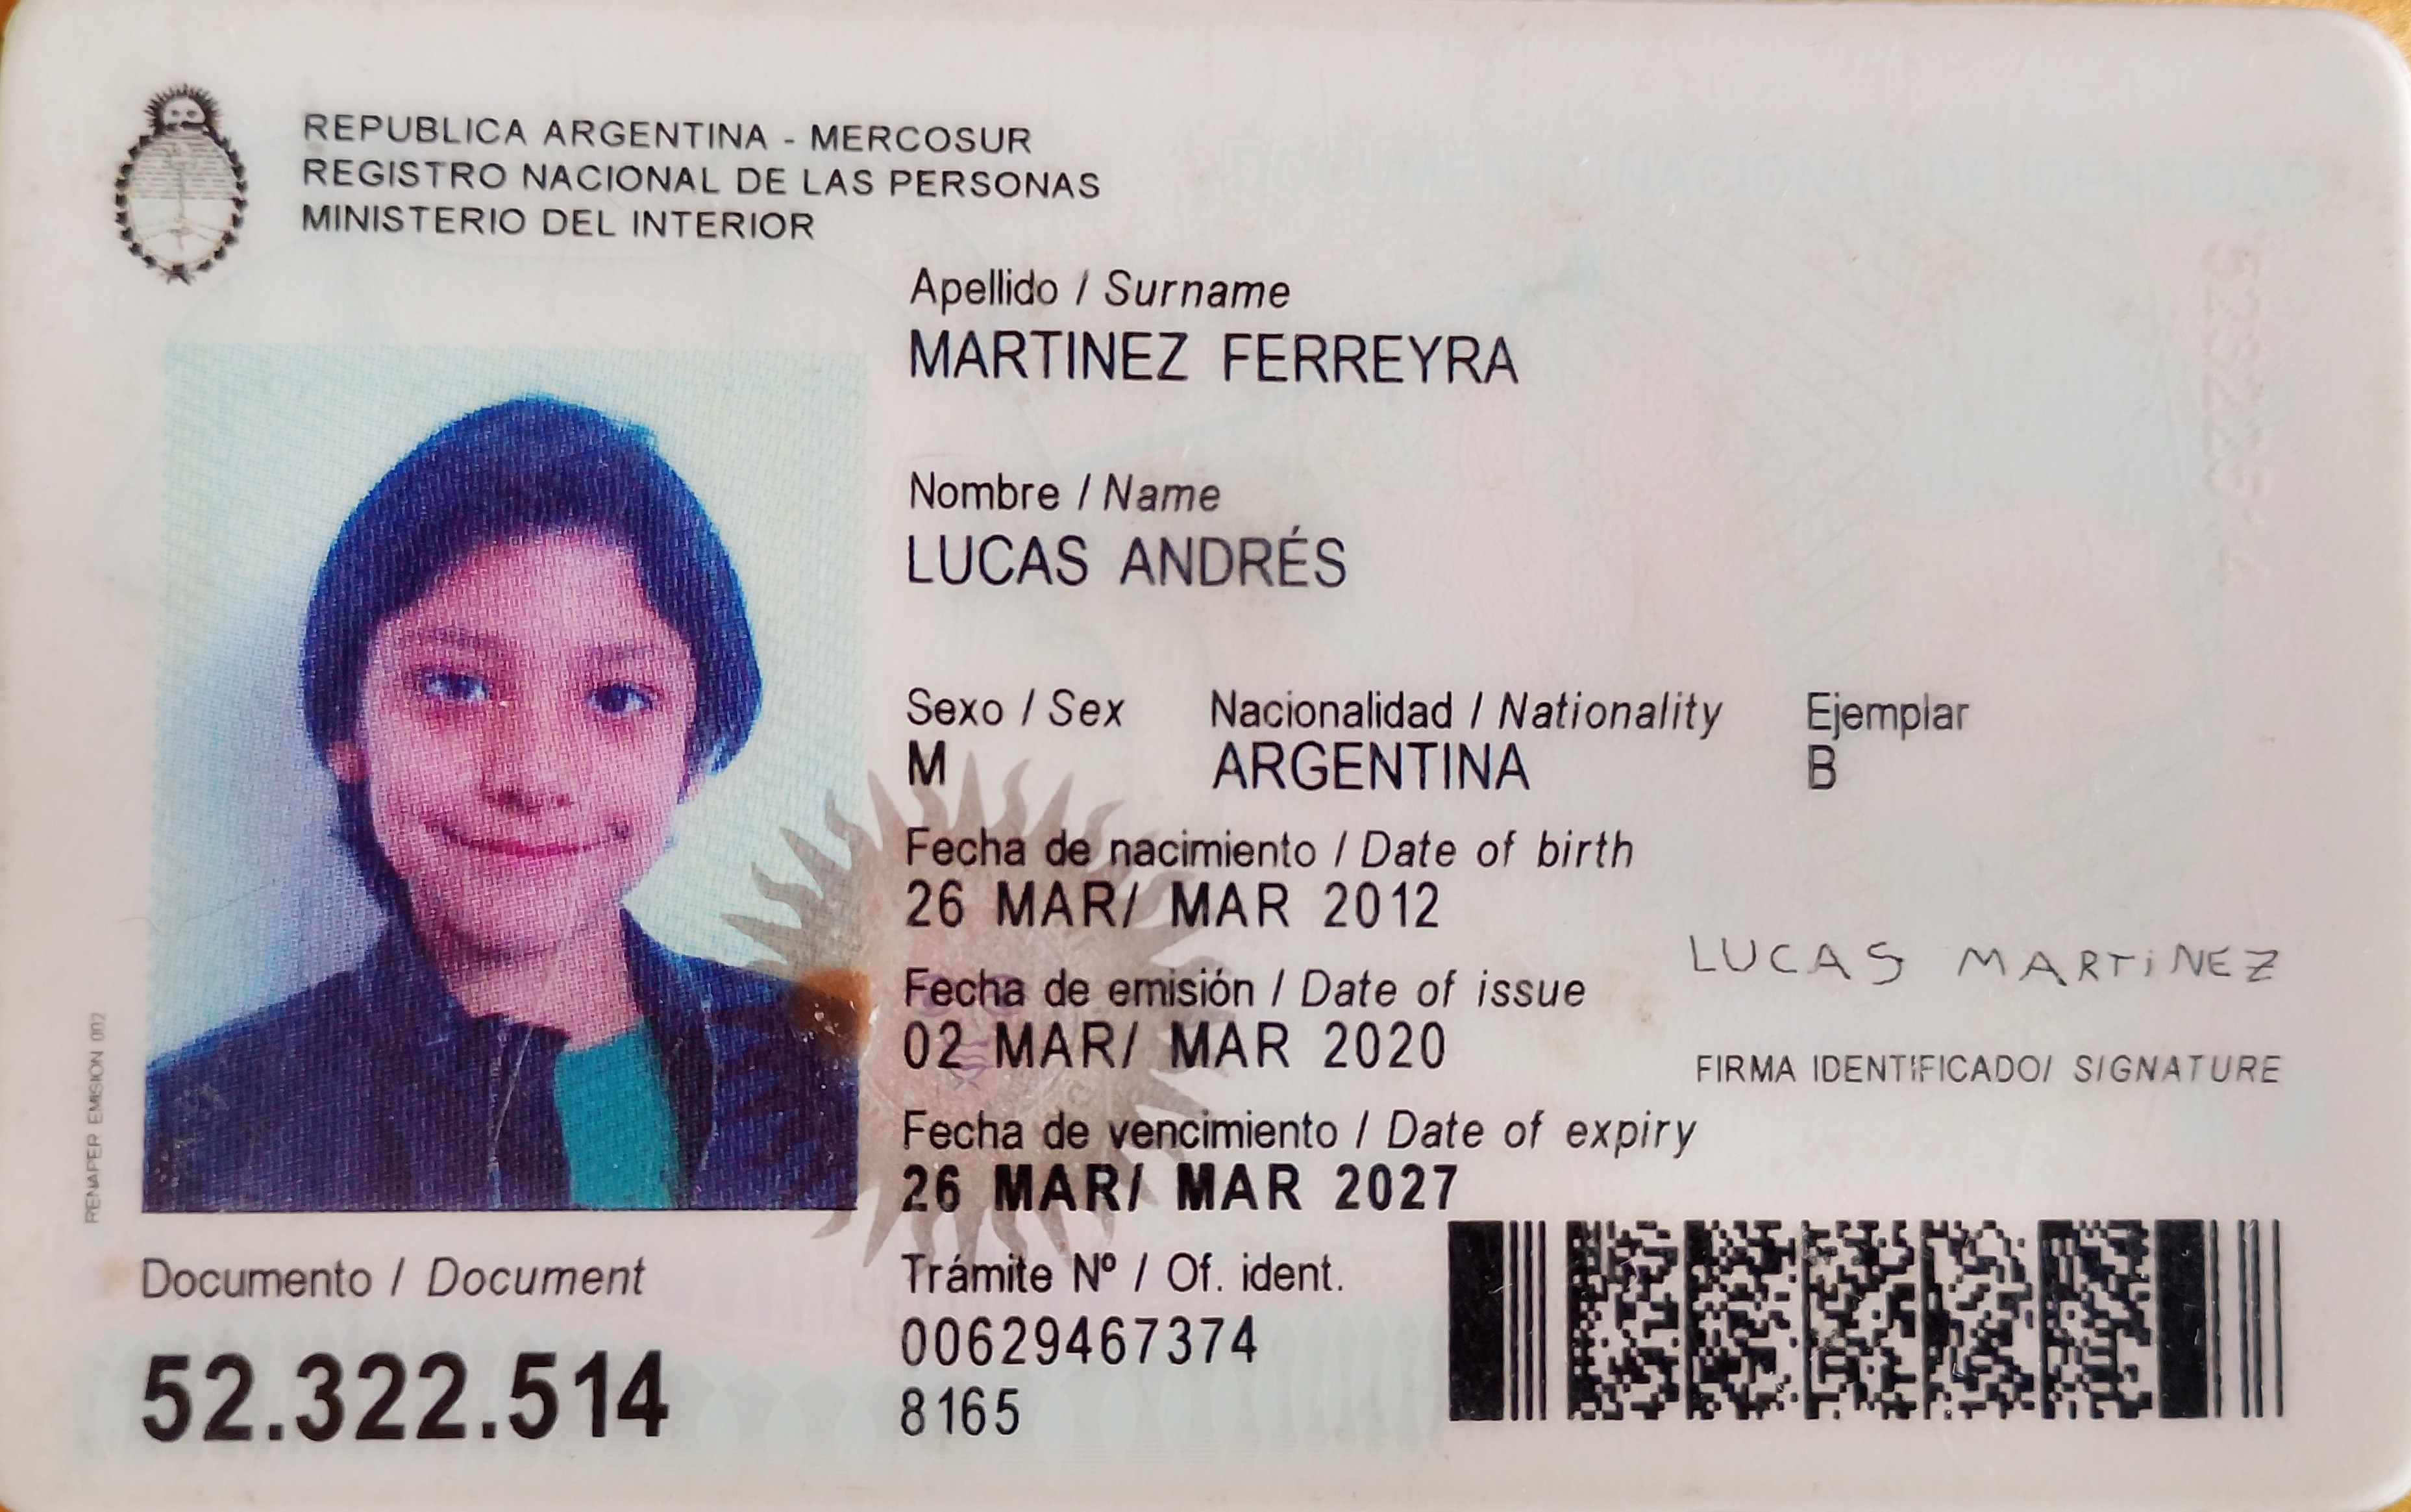 REPUBLICA ARGENTINA - MERCOSUR
REGISTRO NACIONAL DE LAS PERSONAS
MINISTERIO DEL INTERIOR
Apellido / Surname
MARTINEZ FERREYRA
Nombre / Name
LUCAS ANDRÉS
Sexo / Sex Nacionalidad / Nationality Ejemplar
M ARGENTINA B
Fecha de nacimiento / Date of birth
26 MAR/ MAR 2012
LUCAS MARTiNEZ
Fecha de emisión / Date of issue
02 MAR/ MAR 2020
FIRMA IDENTIFICADO/ SIGNATURE
Fecha de vencimiento / Date of expiry
26 MAR/ MAR 2027
RENAPER EMISION 002
Documento / Document
52.322.514
Trámite Nº / Of. ident.
00629467374
8165